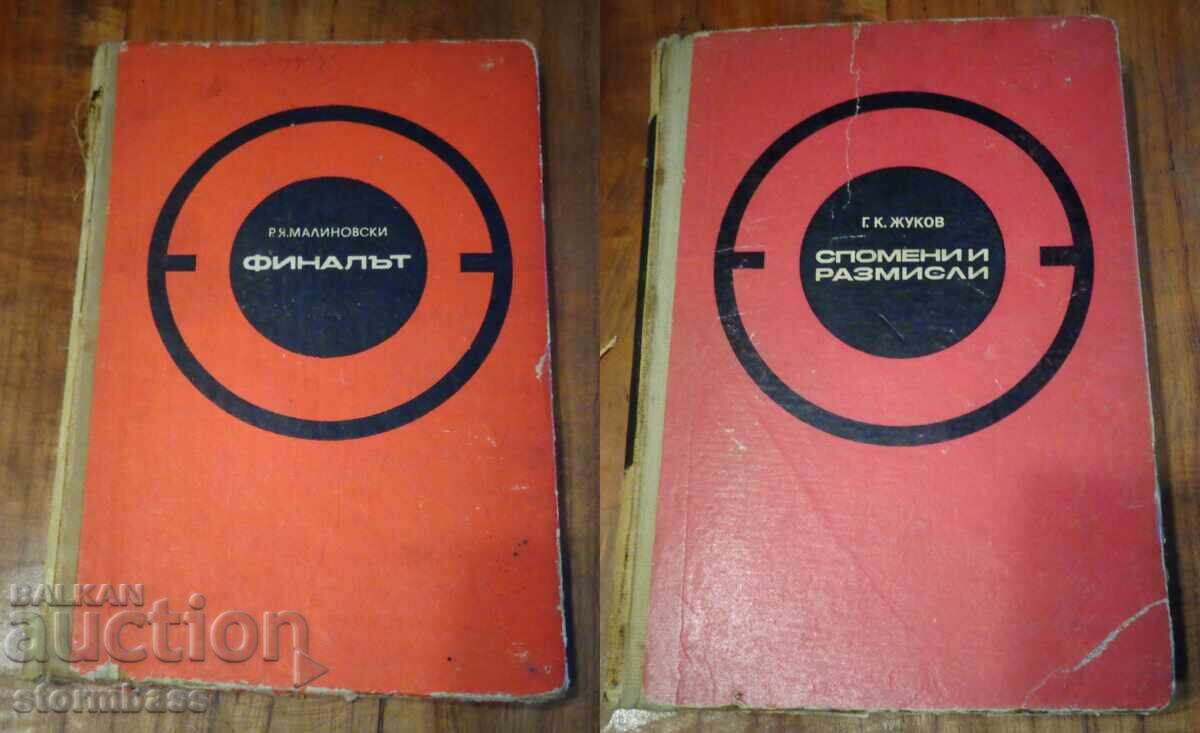 Р.Я.МАЛИНОВСКИ
ФИНАЛЪТ
Г. К. ЖУКОВ
СПОМЕНИ И
РАЗМИСЛИ
BALKAN
auction
stormbass